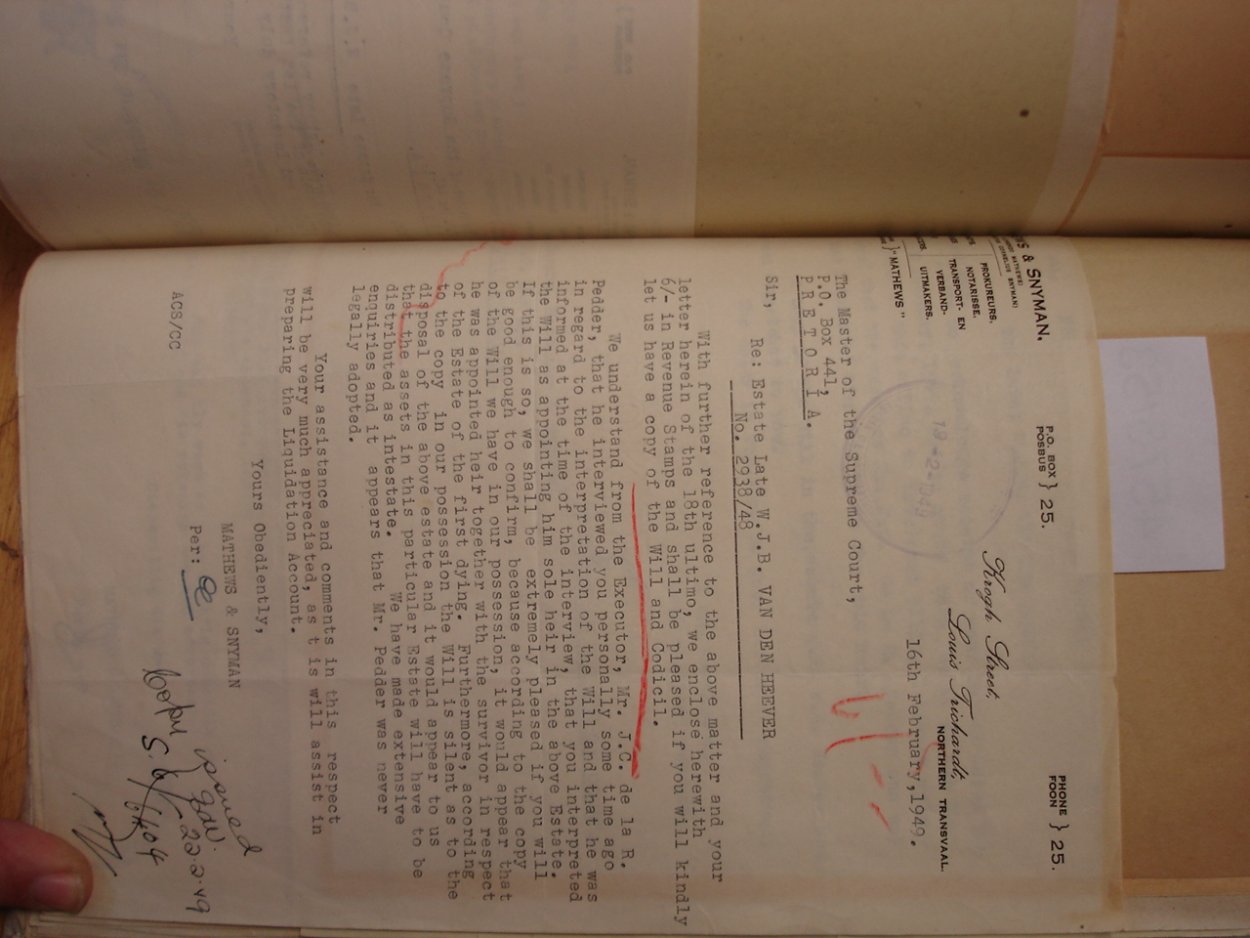 S & SNYMAN.
PROKUREURS.
NOTARISSE.
TRANSPORT- EN
VERBAND-
UITMAKERS.
} "MATHEWS"
P.O. BOX
POSBUS } 25.
PHONE
FOON } 25.
Krogh Street,
Louis Trichardt,
NORTHERN TRANSVAAL.
16th February, 1949.
The Master of the Supreme Court,
P.O. Box 441,
P R E T O R I A.
Sir,
Re: Estate Late W.J.B. VAN DEN HEEVER
No. 2938/48
With further reference to the above matter and your
letter herein of the 18th ultimo, we enclose herewith
6/- in Revenue Stamps and shall be pleased if you will kindly
let us have a copy of the Will and Codicil.
We understand from the Executor, Mr. J.C. de la R.
Pedder, that he interviewed you personally some time ago
in regard to the interpretation of the Will and that he was
informed at the time of the interview, that you interpreted
the Will as appointing him sole heir in the above Estate.
If this is so, we shall be extremely pleased if you will
be good enough to confirm, because according to the copy
of the Will we have in our possession, it would appear that
he was appointed heir together with the survivor in respect
of the Estate of the first dying. Furthermore, according
to the copy in our possession the Will is silent as to the
disposal of the above estate and it would appear to us
that the assets in this particular Estate will have to be
distributed as intestate. We have made extensive
enquiries and it appears that Mr. Pedder was never
legally adopted.
Your assistance and comments in this respect
will be very much appreciated, as t is will assist in
preparing the Liquidation Account.
Yours Obediently,
MATHEWS & SNYMAN
Per:
ACS/CC
Copy issued
22.2.49